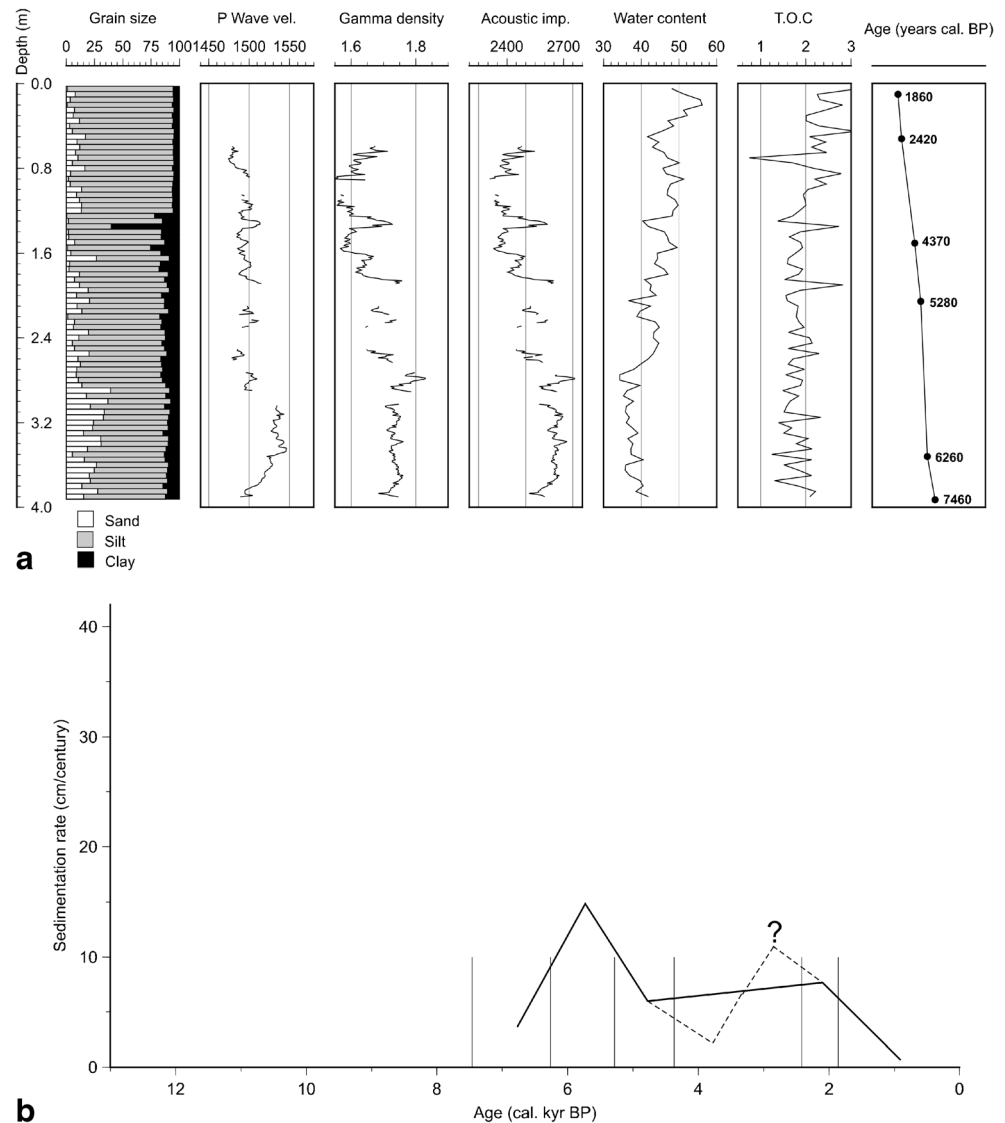 Grain size P Wave vel. Gamma density Acoustic imp. Water content T.O.C Age (years cal. BP)
Depth (m)
0 25 50 75 100 1450 1500 1550 1.6 1.8 2400 2700 30 40 50 60 1 2 3
0.0
1860
2420
0.8
4370
1.6
5280
2.4
3.2
6260
7460
4.0
Sand
Silt
Clay
a
40
30
20
10
0
Sedimentation rate (cm/century)
?
12 10 8 6 4 2 0
Age (cal. kyr BP)
b